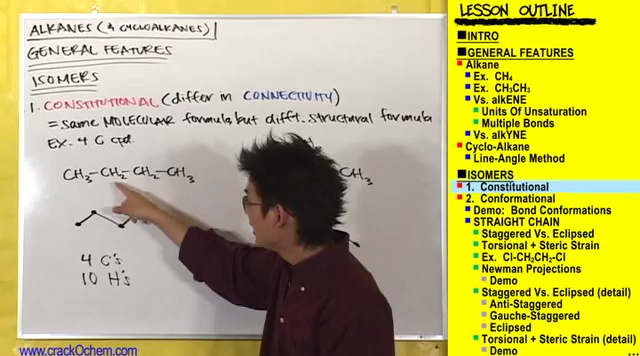 ALKANES (& CYCLOALKANES)
GENERAL FEATURES
ISOMERS
1. CONSTITUTIONAL (differ in CONNECTIVITY)
= same MOLECULAR formula but diff't. structural formula
EX. 4 C cpd
CH3-CH2-CH2-CH3
CH3
4 C's
10 H's
www.crackOchem.com
LESSON OUTLINE
INTRO
GENERAL FEATURES
Alkane
Ex. CH4
Ex. CH3CH3
Vs. alkENE
Units Of Unsaturation
Multiple Bonds
Vs. alkYNE
Cyclo-Alkane
Line-Angle Method
ISOMERS
1. Constitutional
2. Conformational
Demo: Bond Conformations
STRAIGHT CHAIN
Staggered Vs. Eclipsed
Torsional + Steric Strain
Ex. Cl-CH2CH2-Cl
Newman Projections
Demo
Staggered Vs. Eclipsed (detail)
Anti-Staggered
Gauche-Staggered
Eclipsed
Torsional + Steric Strain (detail)
Demo